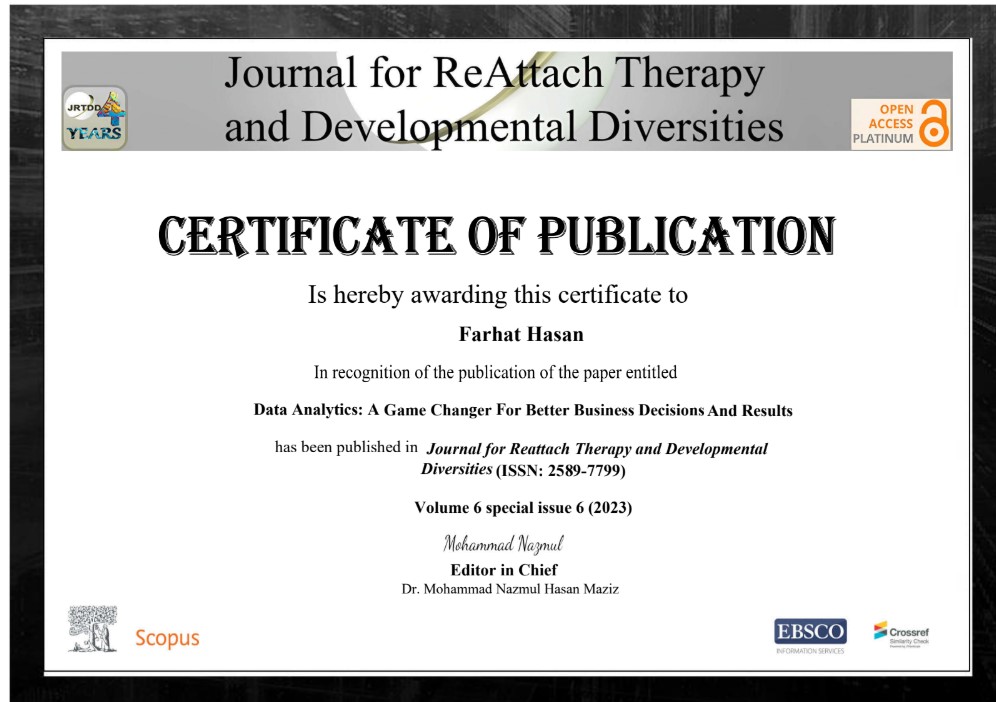 Journal for ReAttach Therapy
and Developmental Diversities
JRTDD 4
YEARS
OPEN
ACCESS
PLATINUM
CERTIFICATE OF PUBLICATION
Is hereby awarding this certificate to
Farhat Hasan
In recognition of the publication of the paper entitled
Data Analytics: A Game Changer For Better Business Decisions And Results
has been published in Journal for Reattach Therapy and Developmental
Diversities (ISSN: 2589-7799)
Volume 6 special issue 6 (2023)
Mohammad Nazmul
Editor in Chief
Dr. Mohammad Nazmul Hasan Maziz
Scopus
EBSCO
INFORMATION SERVICES
Crossref
Similarity Check